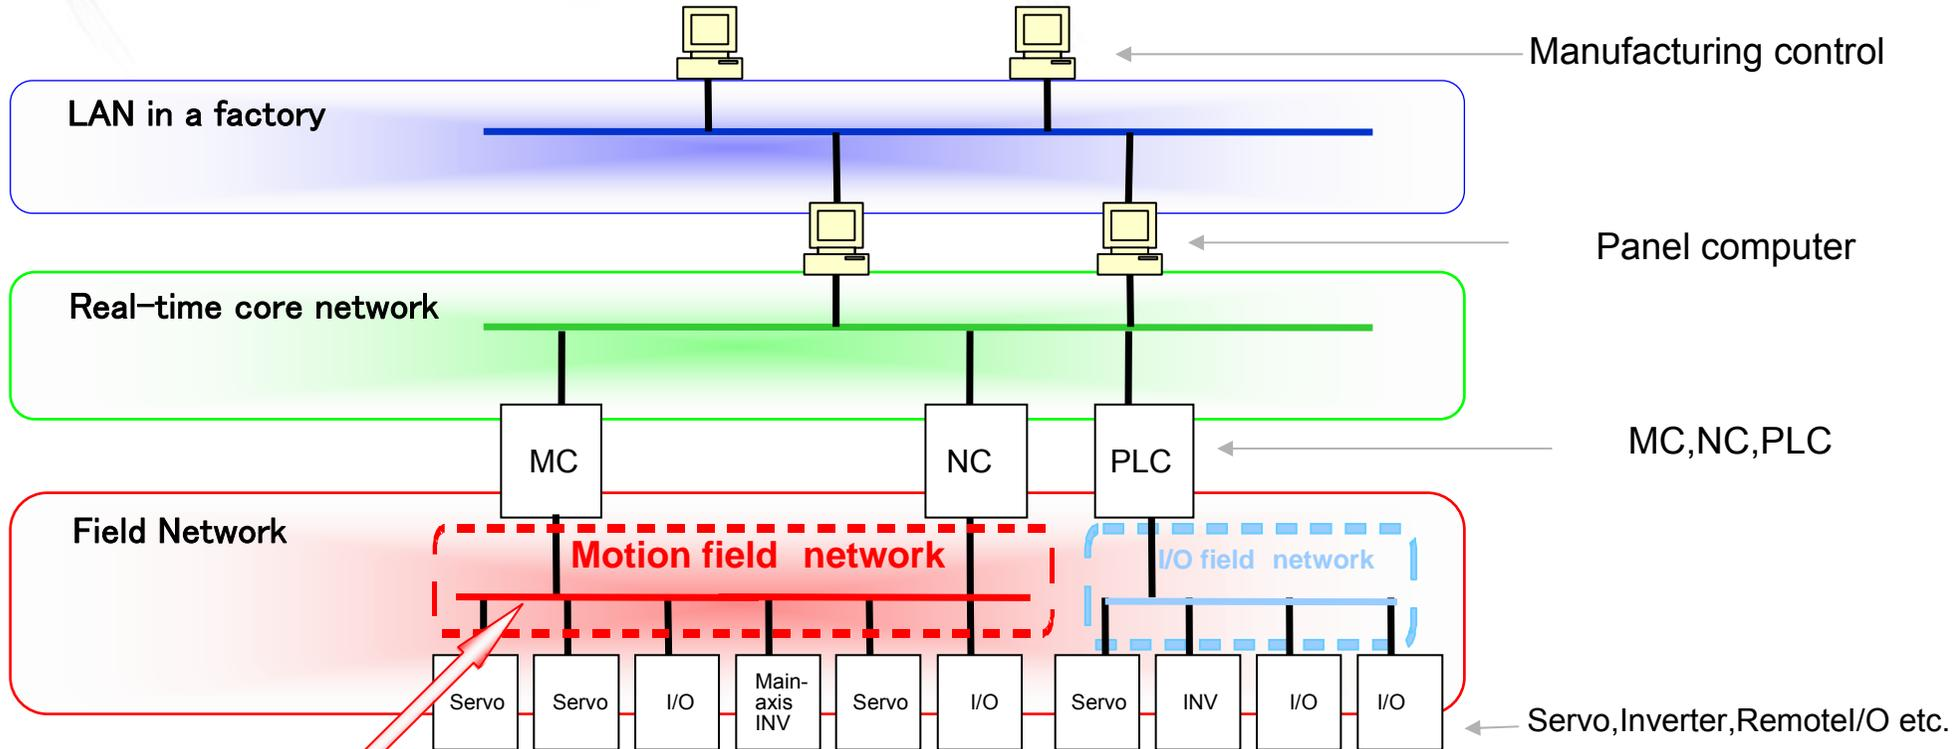 Manufacturing control
LAN in a factory
Panel computer
Real-time core network
MC
NC
PLC
MC,NC,PLC
Field Network
Motion field network
I/O field network
Servo
Servo
I/O
Main-
axis
INV
Servo
I/O
Servo
INV
I/O
I/O
Servo,Inverter,RemoteI/O etc.